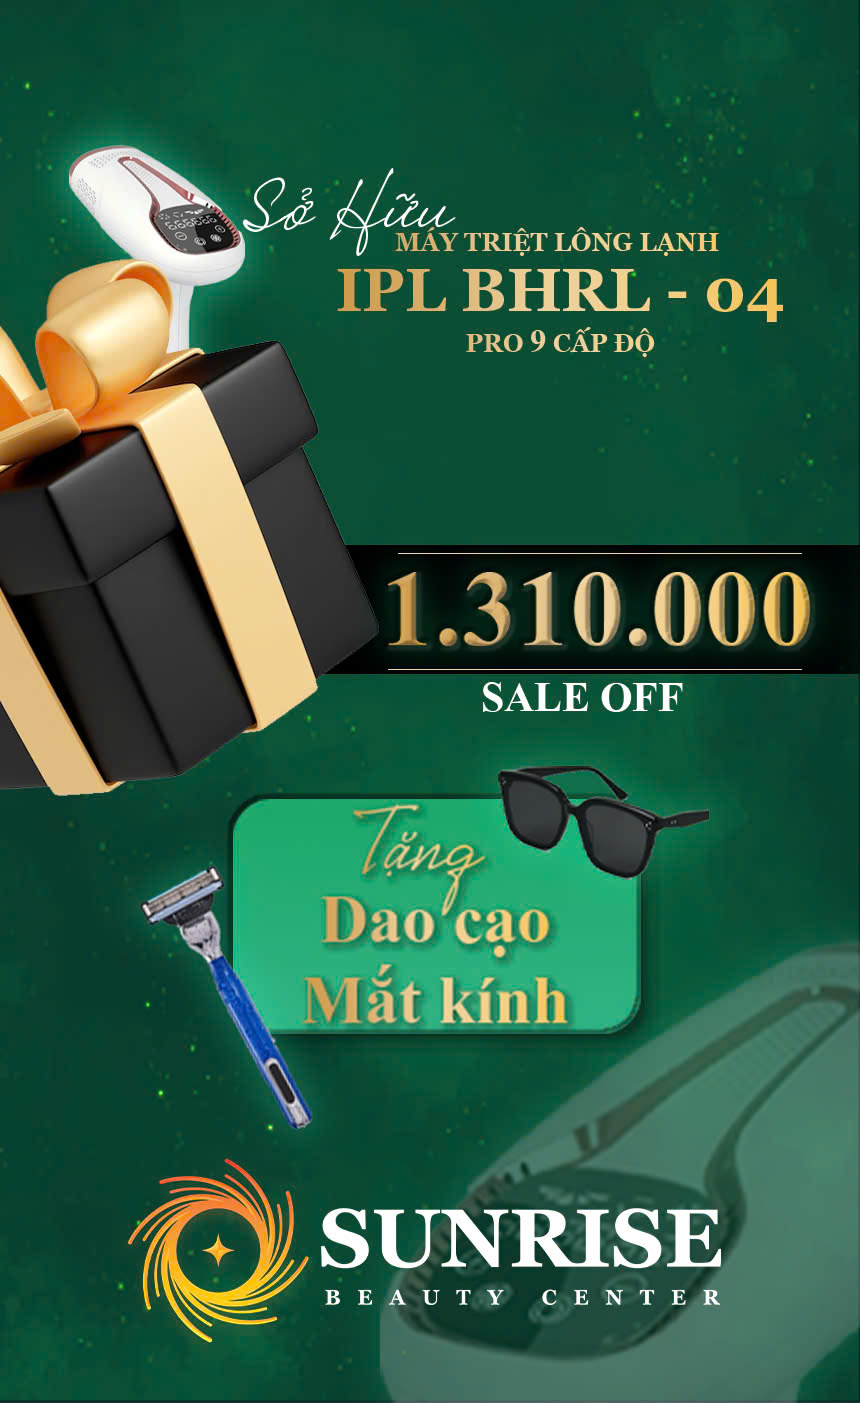 Sở Hữu
MÁY TRIỆT LÔNG LẠNH
IPL BHRL - 04
PRO 9 CẤP ĐỘ
1.310.000
SALE OFF
Tặng
Dao cạo
Mắt kính
SUNRISE
BEAUTY CENTER